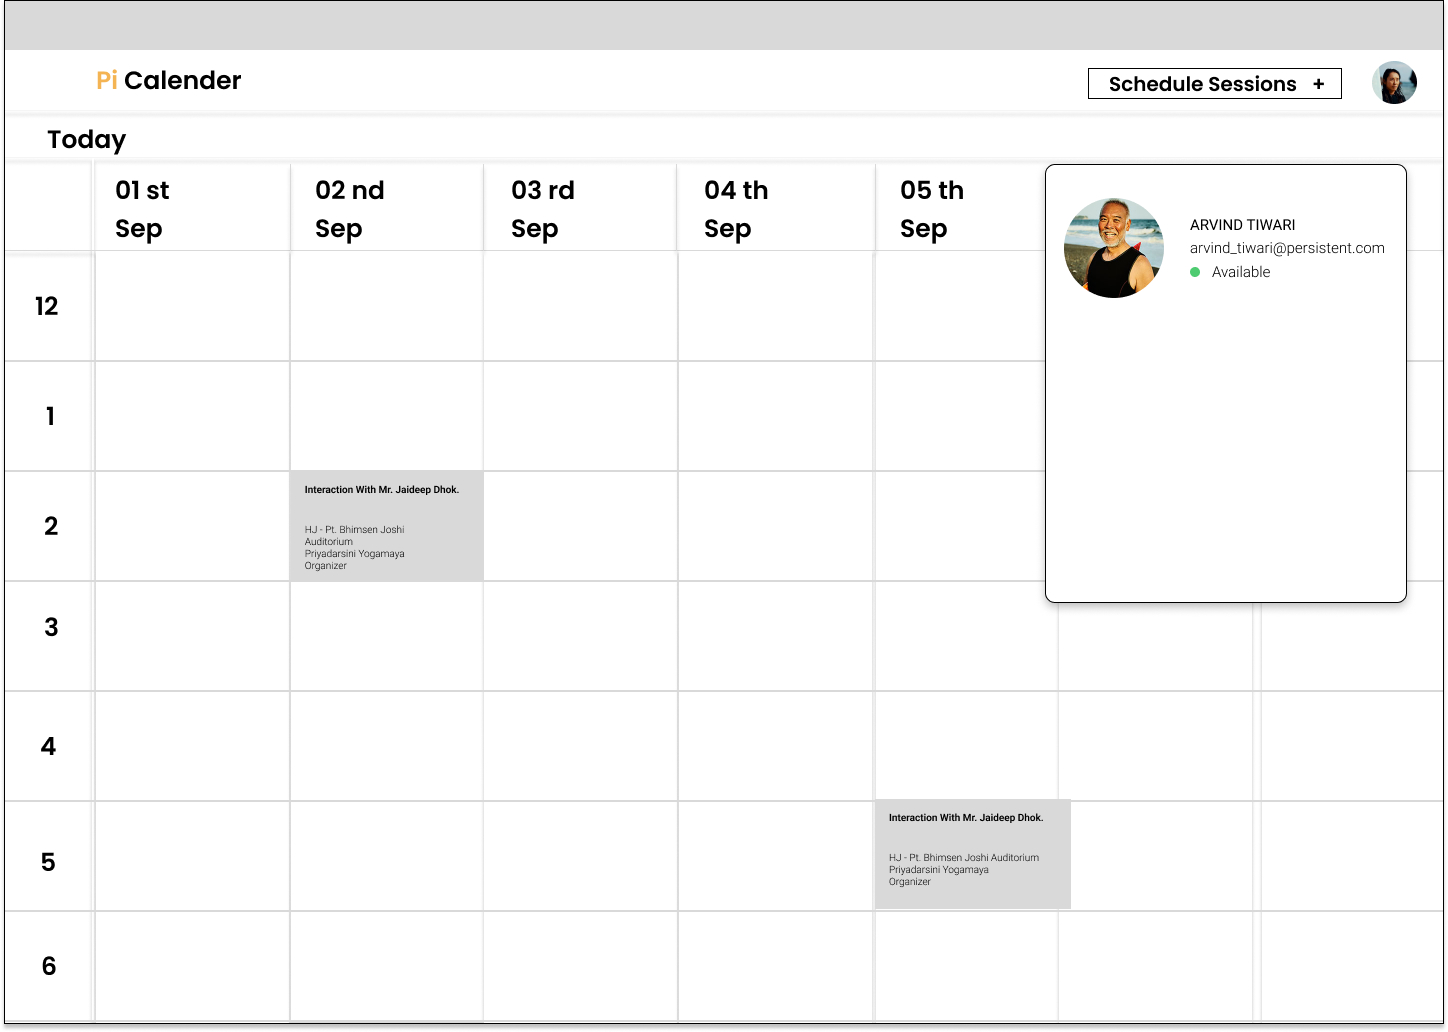 Pi Calender
Schedule Sessions +
Today
01 st
Sep
02 nd
Sep
03 rd
Sep
04 th
Sep
05 th
Sep
ARVIND TIWARI
arvind_tiwari@persistent.com
Available
12
1
2
Interaction With Mr. Jaideep Dhok.
HJ - Pt. Bhimsen Joshi
Auditorium
Priyadarsini Yogamaya
Organizer
3
4
5
Interaction With Mr. Jaideep Dhok.
HJ - Pt. Bhimsen Joshi Auditorium
Priyadarsini Yogamaya
Organizer
6